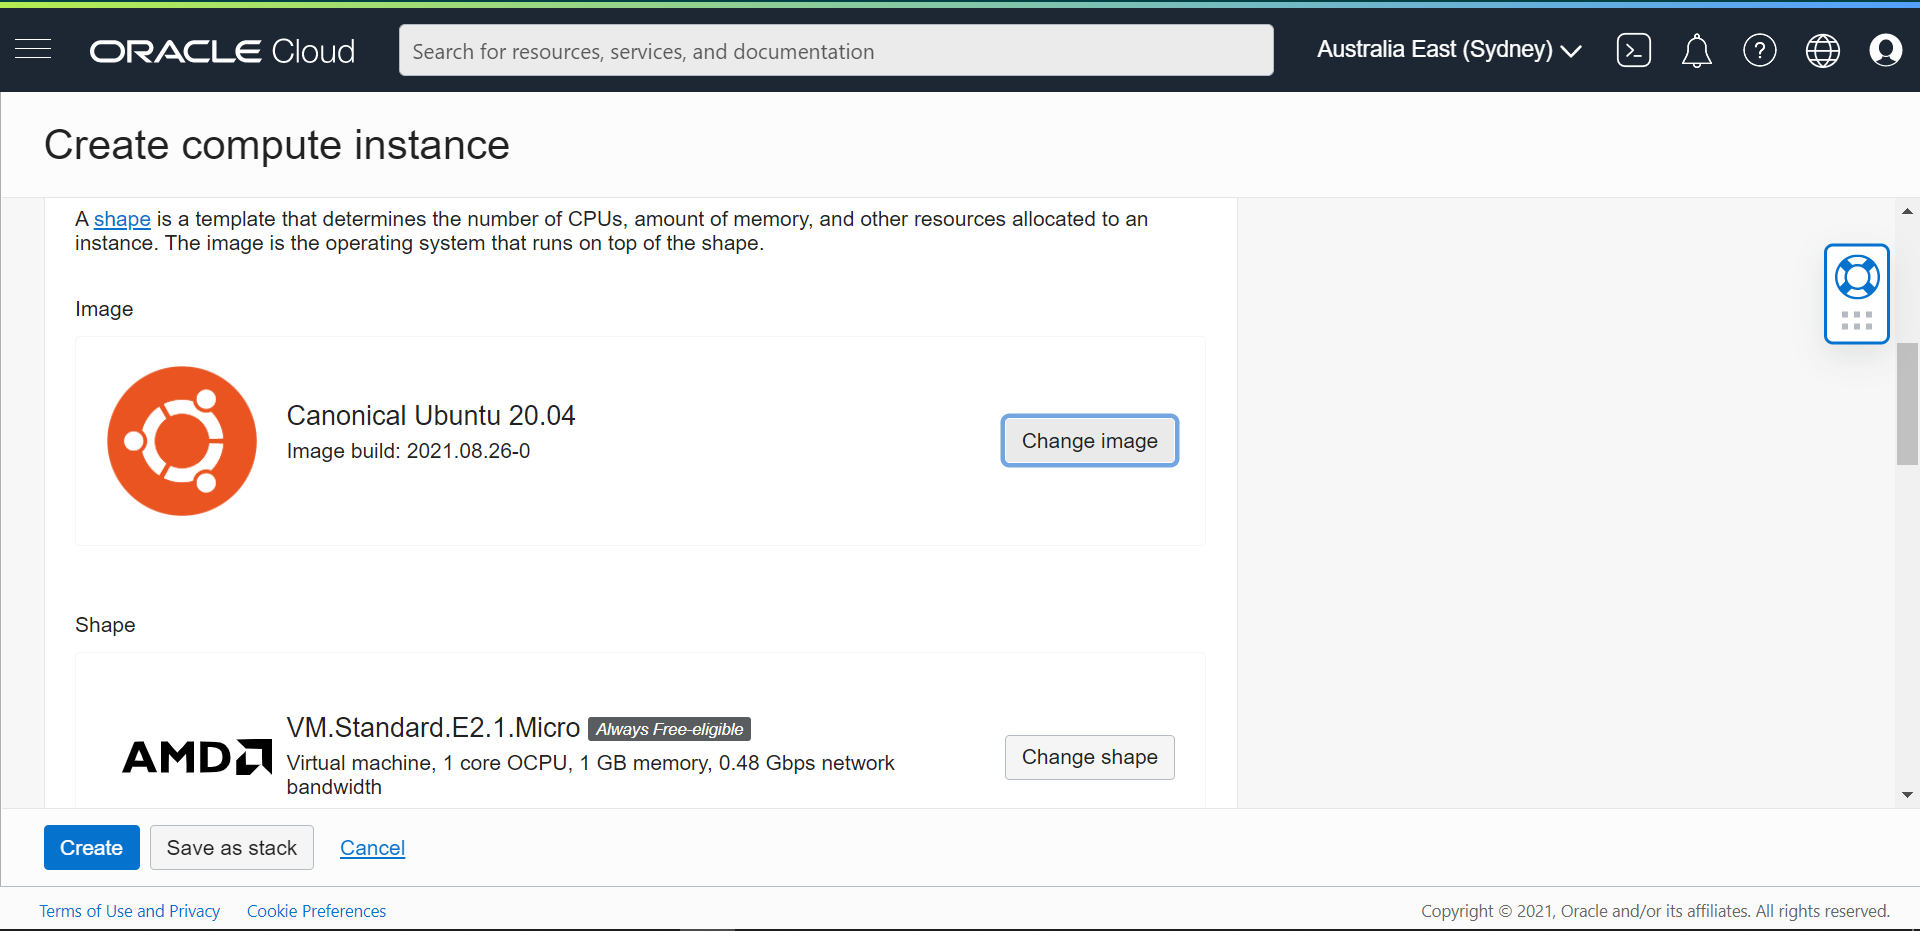 ORACLE Cloud
Search for resources, services, and documentation
Australia East (Sydney)
Create compute instance
A shape is a template that determines the number of CPUs, amount of memory, and other resources allocated to an
instance. The image is the operating system that runs on top of the shape.
Image
Canonical Ubuntu 20.04
Image build: 2021.08.26-0
Change image
Shape
AMD
VM.Standard.E2.1.Micro Always Free-eligible
Virtual machine, 1 core OCPU, 1 GB memory, 0.48 Gbps network
bandwidth
Change shape
Create
Save as stack
Cancel
Terms of Use and Privacy
Cookie Preferences
Copyright © 2021, Oracle and/or its affiliates. All rights reserved.